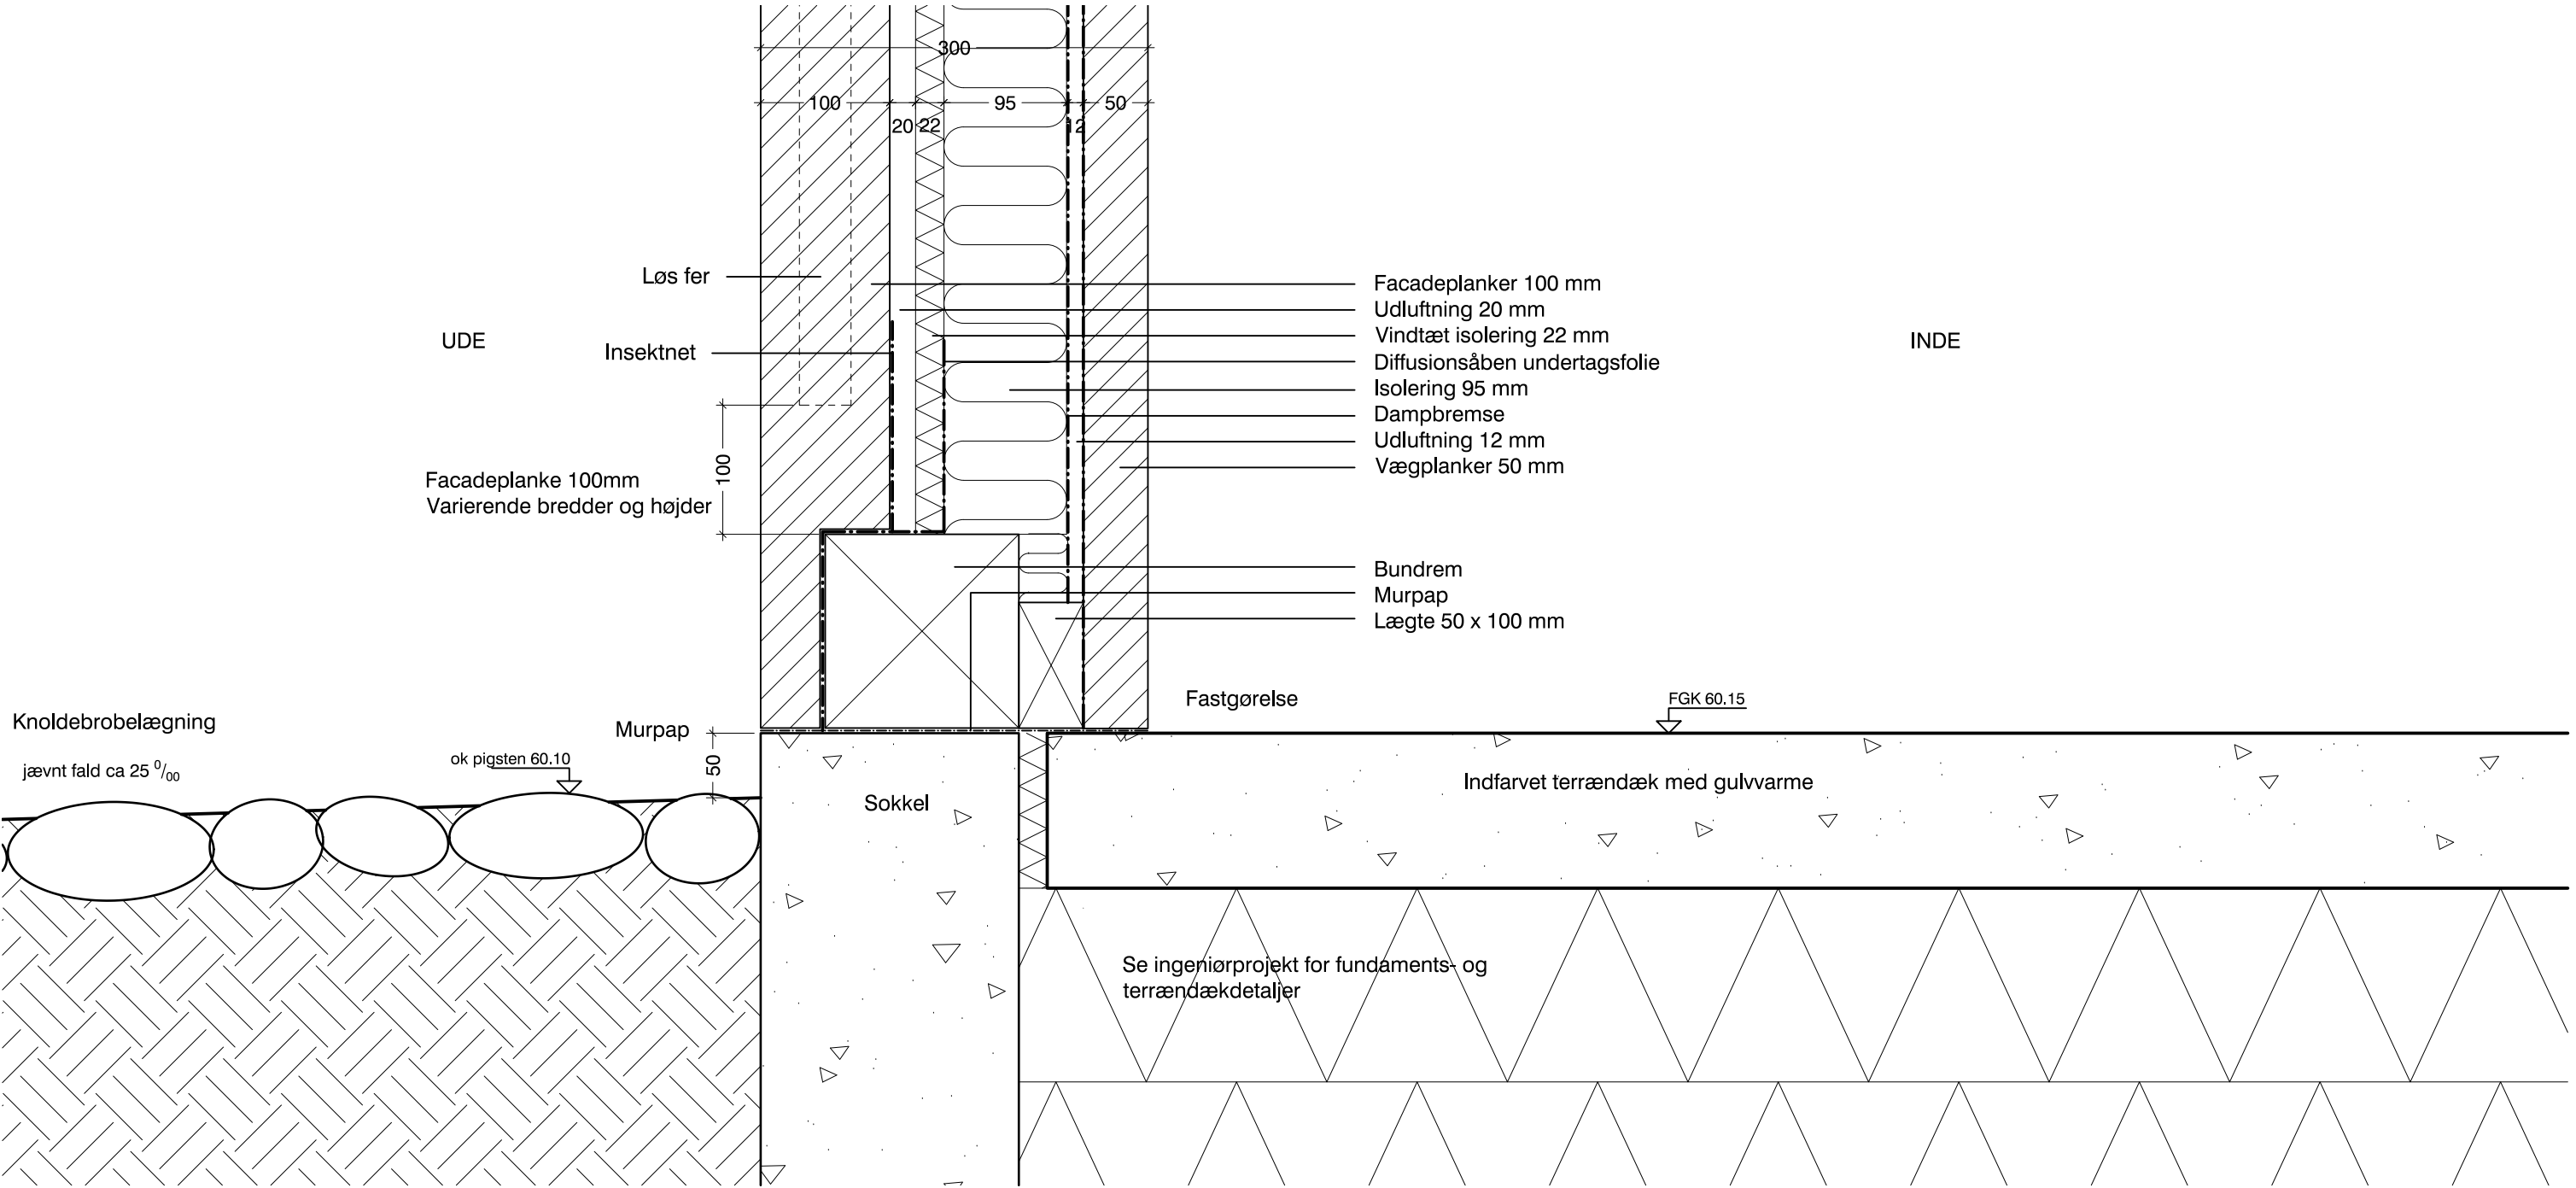 300
100
95
50
20
22
12
Løs fer
UDE
Insektnet
100
Facadeplanke 100mm
Varierende bredder og højder
Facadeplanker 100 mm
Udluftning 20 mm
Vindtæt isolering 22 mm
Diffusionsåben undertagsfolie
Isolering 95 mm
Dampbremse
Udluftning 12 mm
Vægplanker 50 mm
INDE
Bundrem
Murpap
Lægte 50 x 100 mm
Fastgørelse
FGK 60.15
Knoldebrobelægning
jævnt fald ca 25 0/00
Murpap
ok pigsten 60.10
50
Sokkel
Indfarvet terrændæk med gulvvarme
Se ingeniørprojekt for fundaments- og
terrændækdetaljer